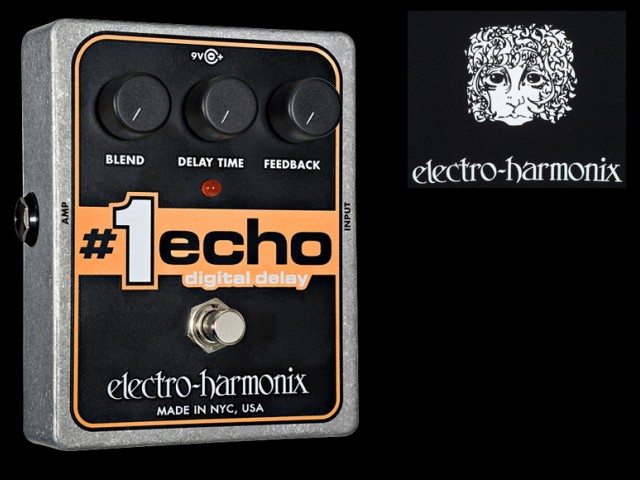 9V +
BLEND DELAY TIME FEEDBACK
AMP
INPUT
#1echo
digital delay
electro-harmonix
MADE IN NYC, USA
electro-harmonix